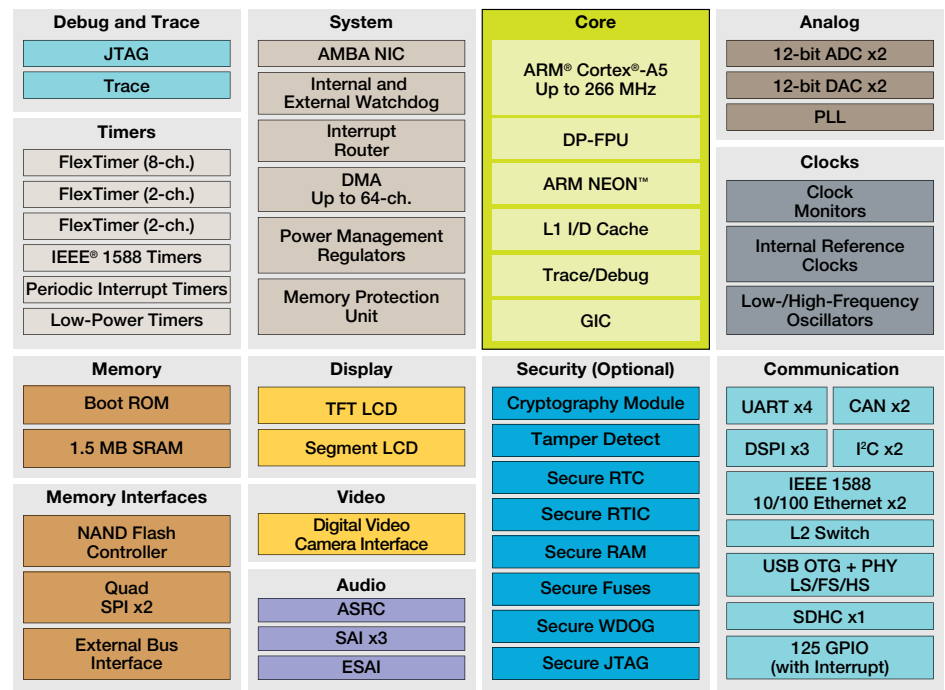 Debug and Trace
JTAG
Trace
Timers
FlexTimer (8-ch.)
FlexTimer (2-ch.)
FlexTimer (2-ch.)
IEEE® 1588 Timers
Periodic Interrupt Timers
Low-Power Timers
System
AMBA NIC
Internal and
External Watchdog
Interrupt
Router
DMA
Up to 64-ch.
Power Management
Regulators
Memory Protection
Unit
Core
ARM® Cortex®-A5
Up to 266 MHz
DP-FPU
ARM NEON™
L1 I/D Cache
Trace/Debug
GIC
Analog
12-bit ADC x2
12-bit DAC x2
PLL
Clocks
Clock
Monitors
Internal Reference
Clocks
Low-/High-Frequency
Oscillators
Memory
Boot ROM
1.5 MB SRAM
Memory Interfaces
NAND Flash
Controller
Quad
SPI x2
External Bus
Interface
Display
TFT LCD
Segment LCD
Video
Digital Video
Camera Interface
Audio
ASRC
SAI x3
ESAI
Security (Optional)
Cryptography Module
Tamper Detect
Secure RTC
Secure RTIC
Secure RAM
Secure Fuses
Secure WDOG
Secure JTAG
Communication
UART x4
CAN x2
DSPI x3
I²C x2
IEEE 1588
10/100 Ethernet x2
L2 Switch
USB OTG + PHY
LS/FS/HS
SDHC x1
125 GPIO
(with Interrupt)